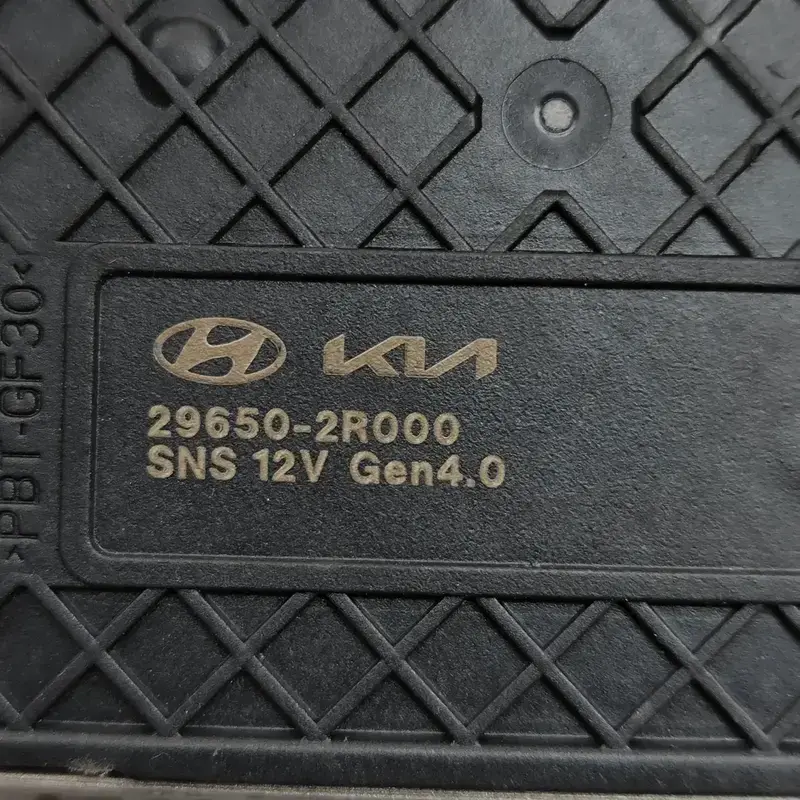 >PBT-GF30<
KIA
29650-2R000
SNS 12V Gen4.0